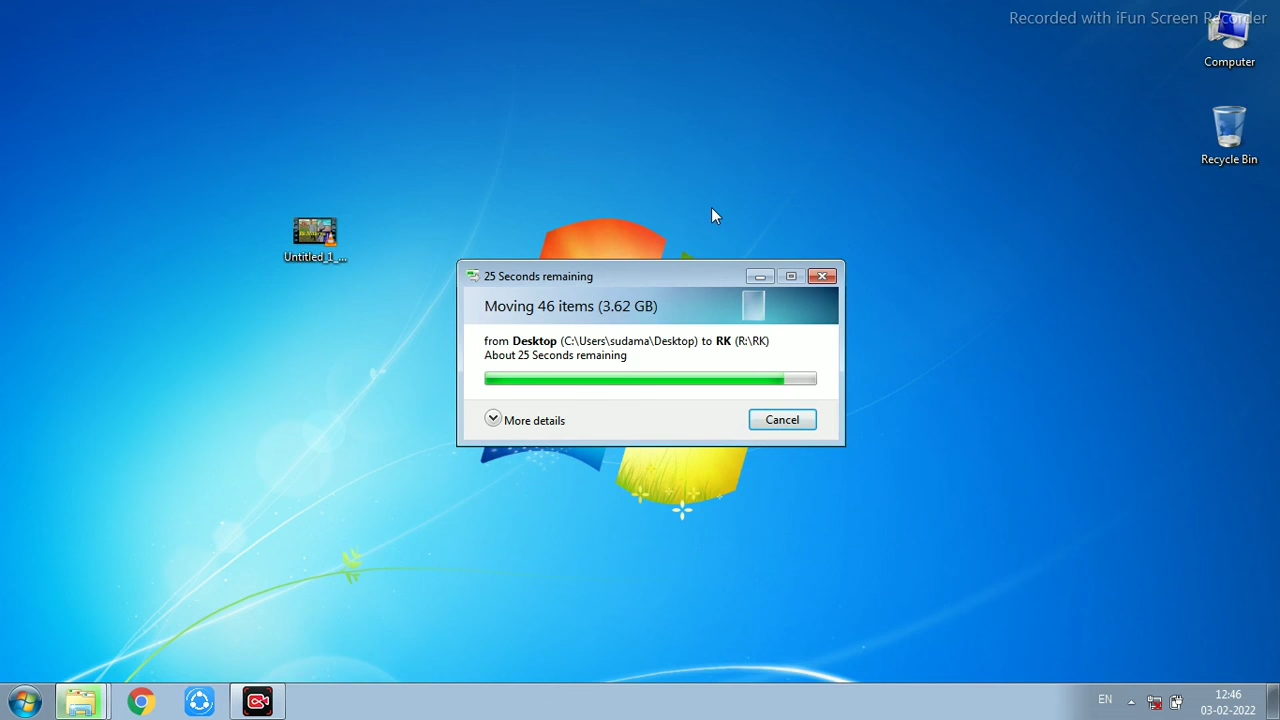 Recorded with iFun Screen Recorder
Computer
Recycle Bin
Untitled_1_...
25 Seconds remaining
Moving 46 items (3.62 GB)
from Desktop (C:\Users\sudama\Desktop) to RK (R:\RK)
About 25 Seconds remaining
More details
Cancel
EN
12:46
03-02-2022